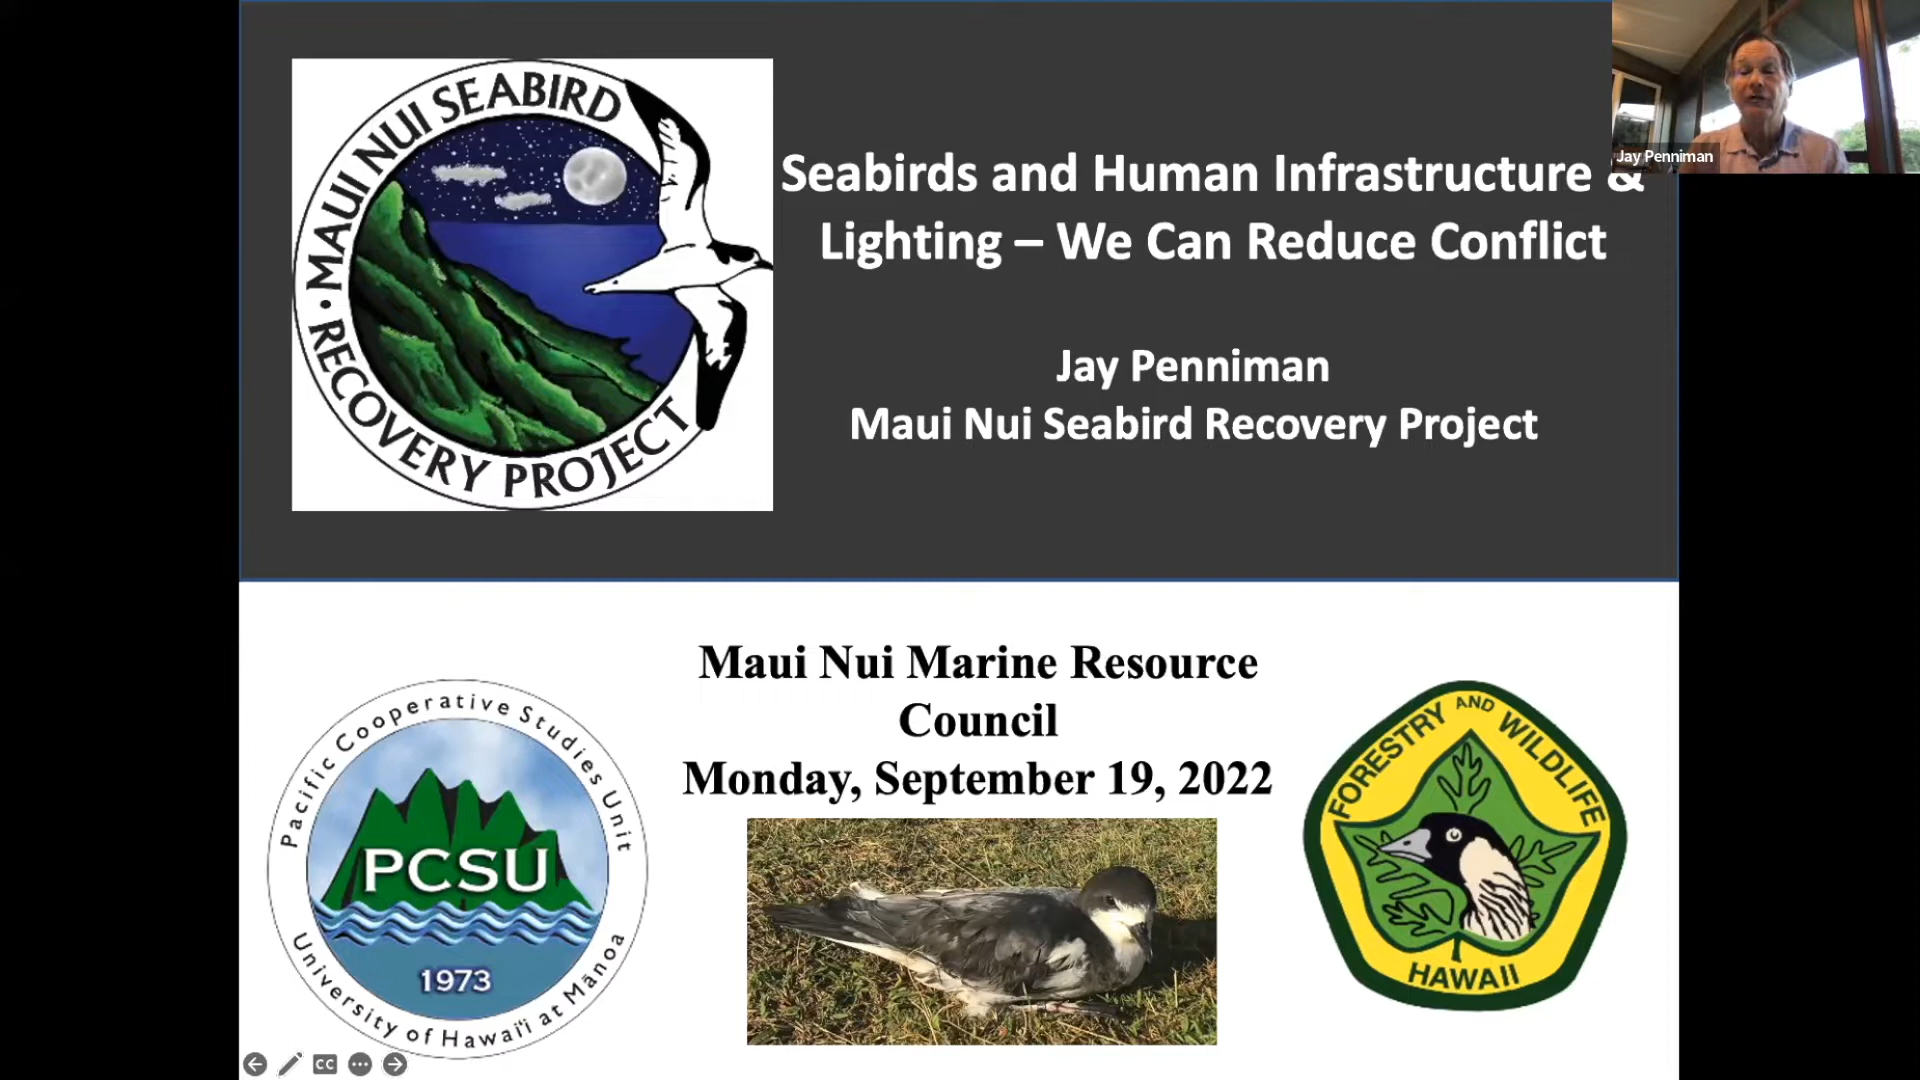 MAUI NUI SEABIRD
RECOVERY PROJECT
Seabirds and Human Infrastructure &
Lighting – We Can Reduce Conflict
Jay Penniman
Maui Nui Seabird Recovery Project
Jay Penniman
Maui Nui Marine Resource
Council
Monday, September 19, 2022
Pacific Cooperative Studies Unit
PCSU
1973
University of Hawai‘i at Mānoa
FORESTRY AND WILDLIFE
HAWAII
CC